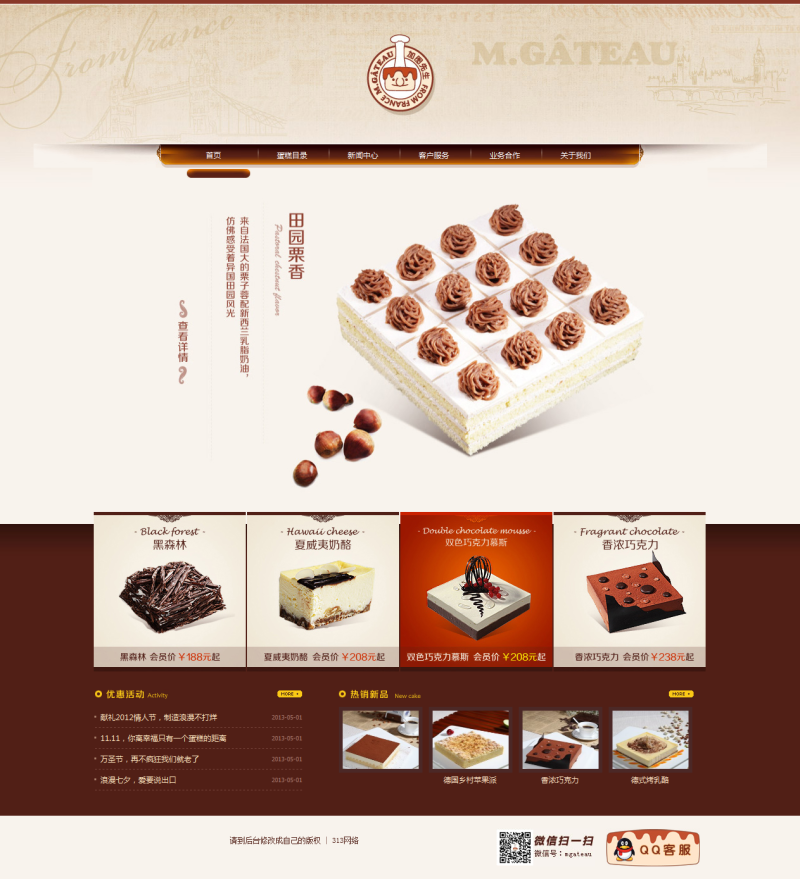 From france
M.GÂTEAU
M.GÂTEAU 加图先生 FROM FRANCE
首页 蛋糕目录 新闻中心 客户服务 业务合作 关于我们
田园栗香
Pastoral chestnut flavor
来自法国大的栗子蓉配新西兰乳脂奶油,
仿佛感受着异国田园风光
查看详情
- Black forest -
黑森林
黑森林 会员价 ¥188元起
- Hawaii cheese -
夏威夷奶酪
夏威夷奶酪 会员价 ¥208元起
- Double chocolate mousse -
双色巧克力慕斯
双色巧克力慕斯 会员价 ¥208元起
- Fragrant chocolate -
香浓巧克力
香浓巧克力 会员价 ¥238元起
优惠活动 Activity MORE
献礼2012情人节，制造浪漫不打烊 2013-05-01
11.11，你离幸福只有一个蛋糕的距离 2013-05-01
万圣节，再不疯狂我们就老了 2013-05-01
浪漫七夕，爱要说出口 2013-05-01
热销新品 New cake MORE
德国乡村苹果派 香浓巧克力 德式烤乳酪
请到后台修改成自己的版权 | 313网络
微信扫一扫
微信号：mgateau
QQ客服